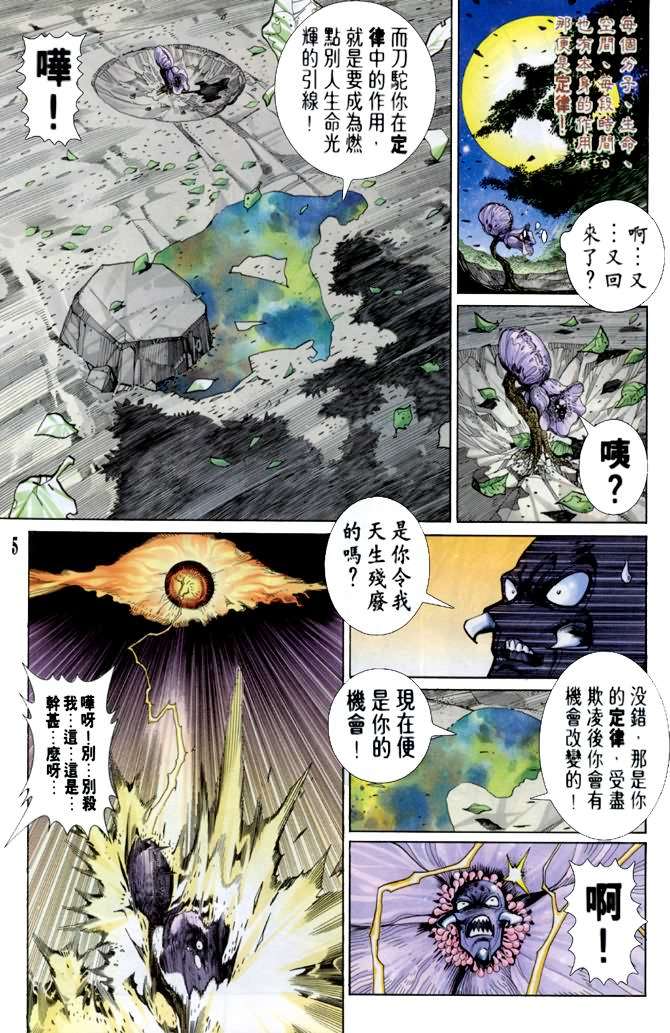 每個分子、生命、
空間、每段時間，
也有本身的作用，
那便是定律！
啊…又
…又回
來了？
而刀駝你在定
律中的作用，
就是要成為燃
點別人生命光
輝的引線！
嘩！
咦？
是你令我
天生殘廢
的嗎？
没錯，那是你
的定律，受盡
欺凌後你會有
機會改變的！
現在便
是你的
機會！
啊！
嘩呀！別…別殺
我…這…這是…
幹甚…麼呀…
5